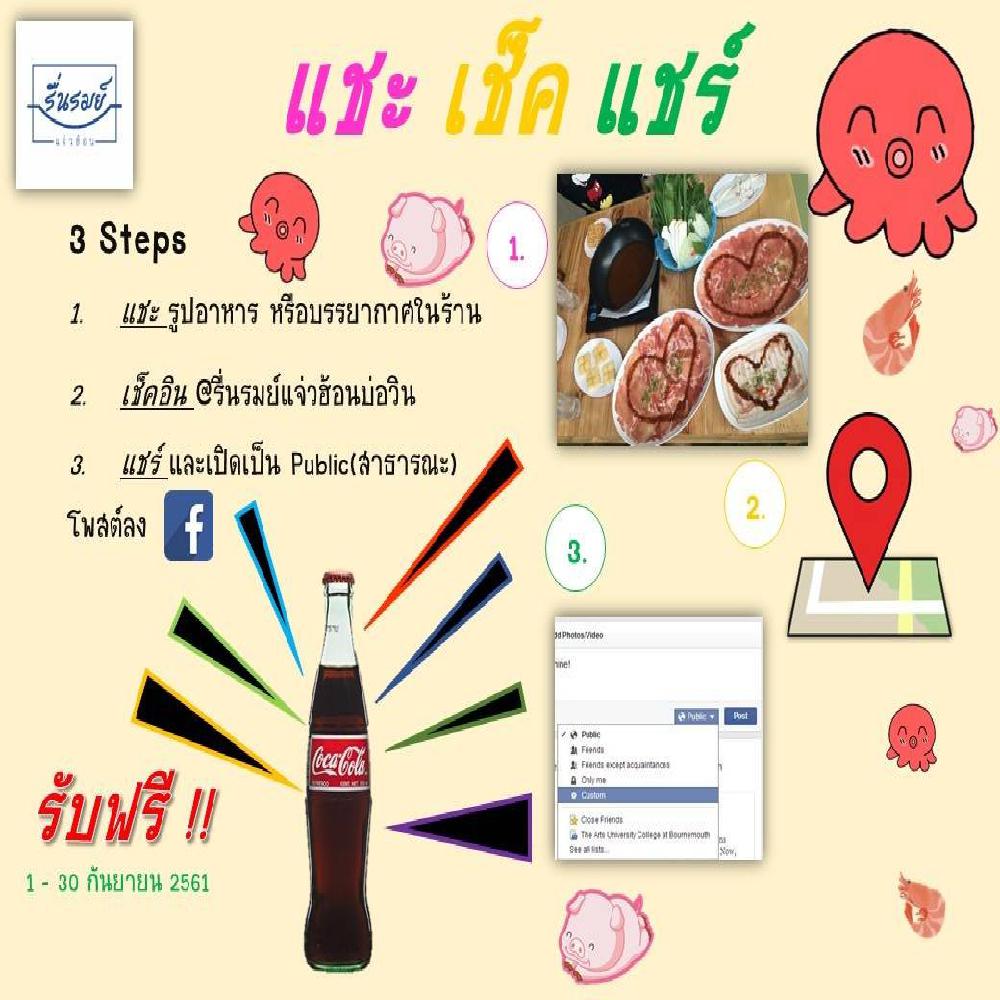 รื่นรมย์
แจ่วฮ้อน
แชะ เช็ค แชร์
3 Steps
1. แชะ รูปอาหาร หรือบรรยากาศในร้าน
2. เช็คอิน @รื่นรมย์แจ่วฮ้อนบ่อวิน
3. แชร์ และเปิดเป็น Public(สาธารณะ)
โพสต์ลง f
1.
2.
3.
dd Photos/Video
nine!
Public Post
Public
Friends
Friends except acquaintances
Only me
Custom
Close Friends
The Arts University College at Bournemouth
See all lists...
Now,
Coca-Cola
รับฟรี !!
1 - 30 กันยายน 2561